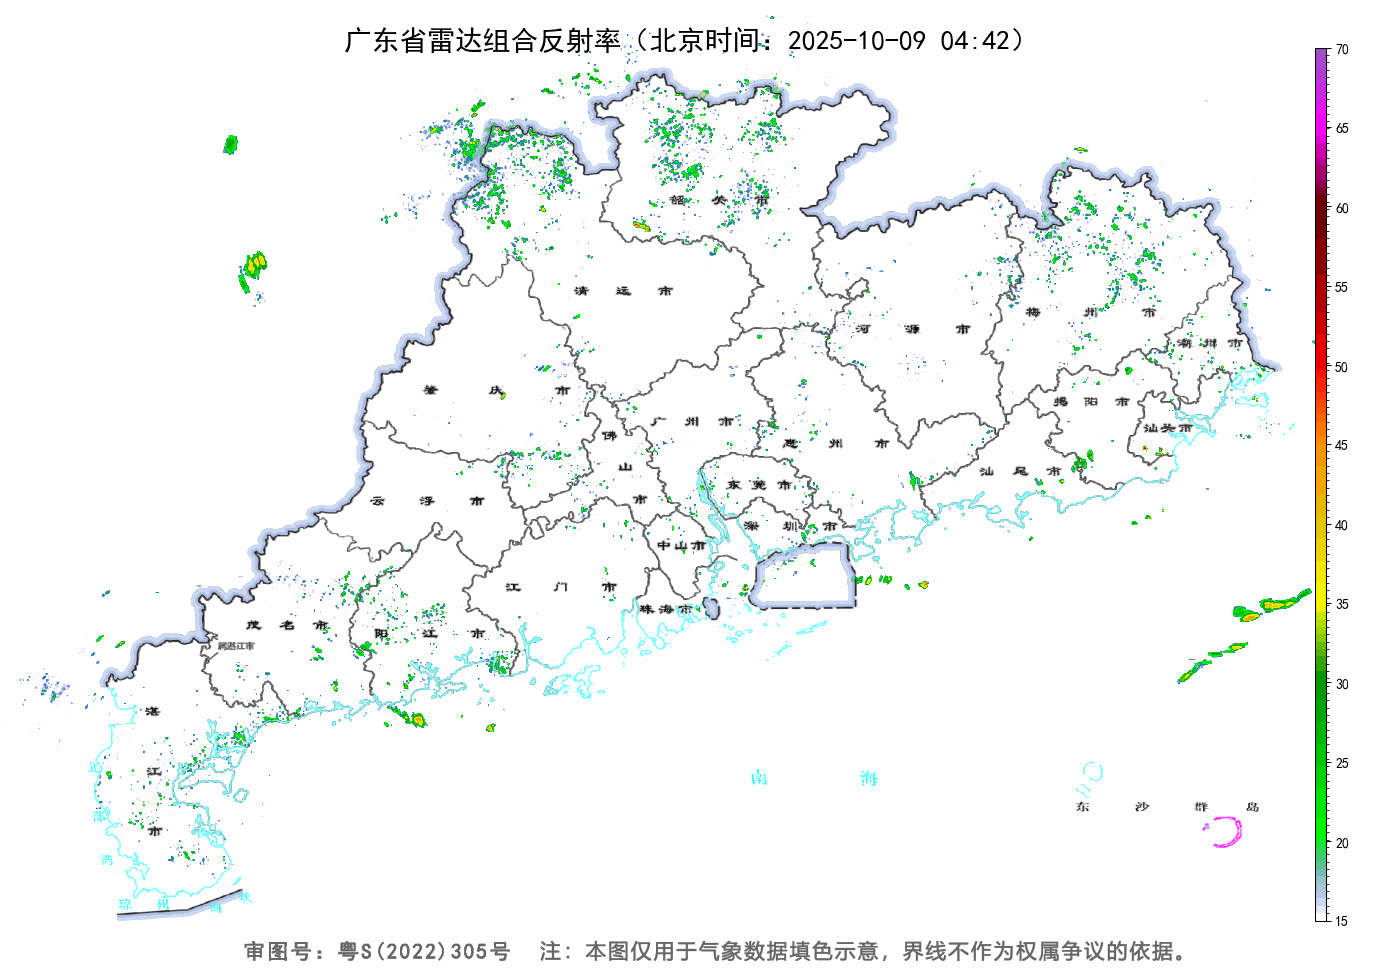 广东省雷达组合反射率（北京时间：2025-10-09 04:42）
70
65
60
55
50
45
40
35
30
25
20
15
韶关市
清远市
河源市
梅州市
潮州市
肇庆市
广州市
佛山市
惠州市
揭阳市
汕头市
汕尾市
云浮市
东莞市
深圳市
中山市
江门市
珠海市
茂名市
属湛江市
阳江市
湛江市
北部湾
南海
东沙群岛
琼州海峡
审图号：粤S(2022)305号 注：本图仅用于气象数据填色示意，界线不作为权属争议的依据。